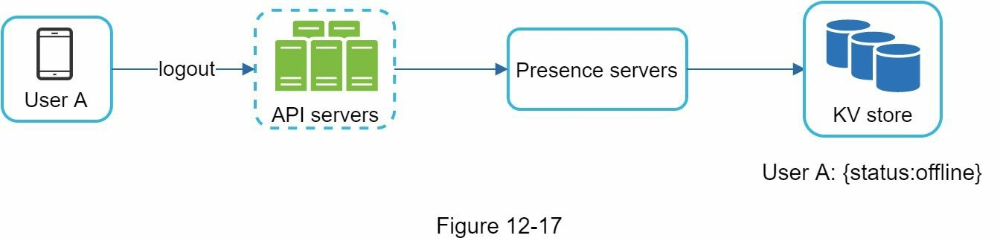 User A
logout
API servers
Presence servers
KV store
User A: {status:offline}
Figure 12-17